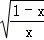 √((1 − x)/x)